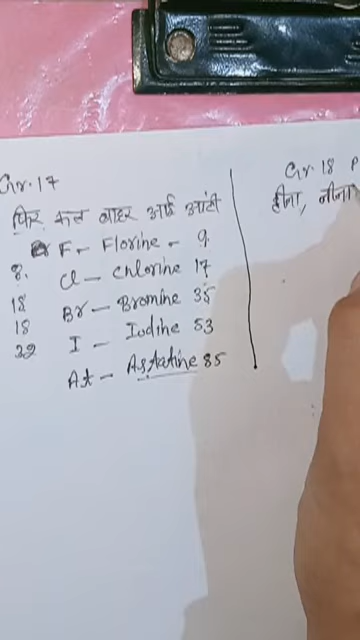 Gr. 17
फिर कल बाहर आई आंटी
F - Florine - 9
8. Cl - Chlorine 17
18 Br - Bromine 35
18 I - Iodine 53
32 At - Astatine 85
Gr 18 P
हीना, नीना